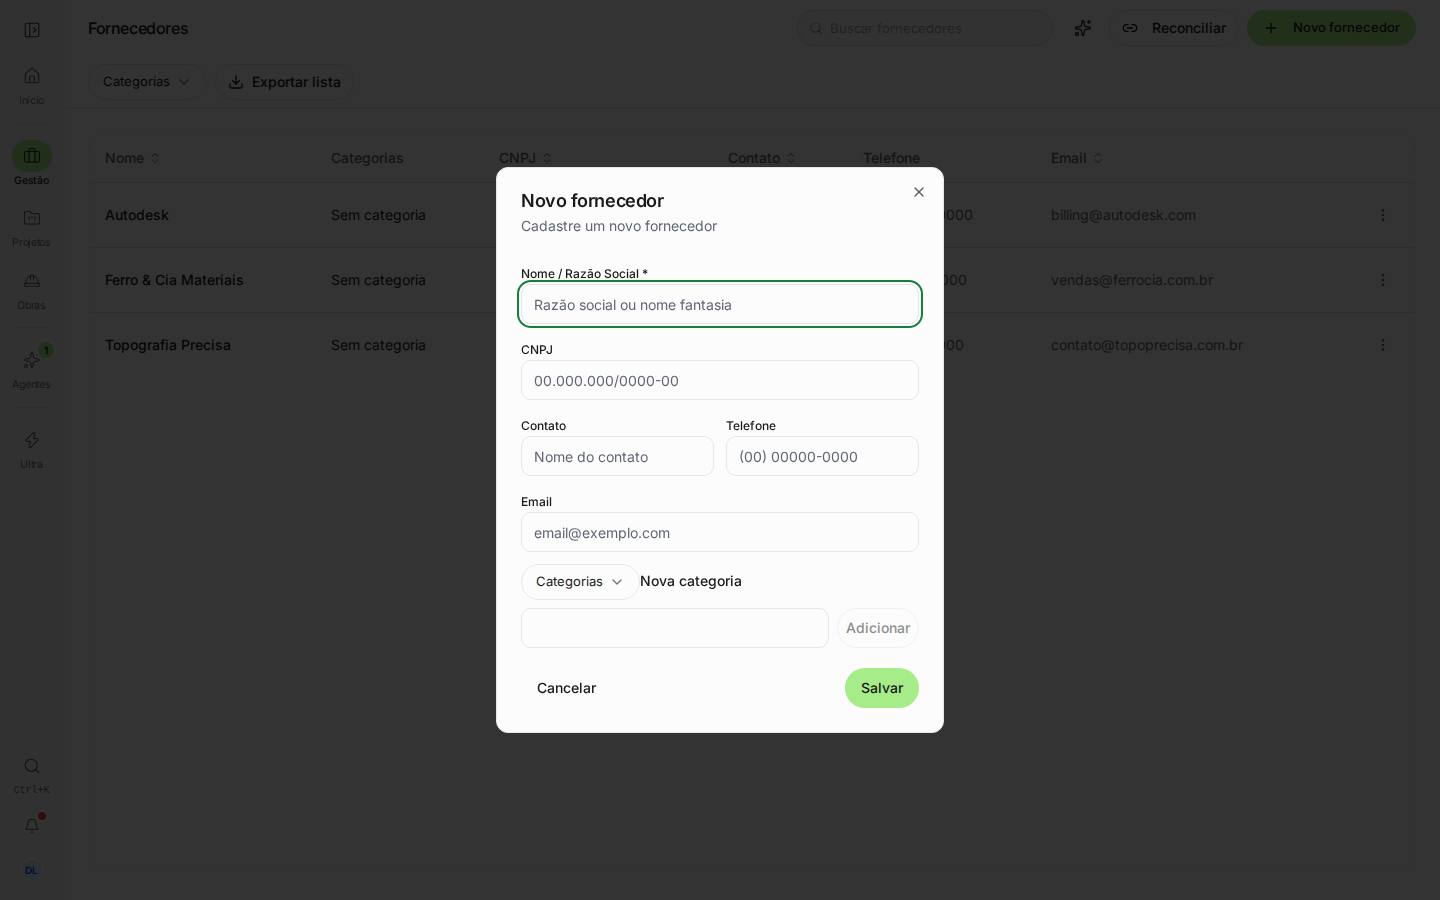 Fornecedores
Buscar fornecedores
Reconciliar
Novo fornecedor
Início
Categorias
Exportar lista
Gestão
Projetos
Obras
1
Agentes
Ultra
Ctrl+K
DL
Nome
Categorias
CNPJ
Contato
Telefone
Email
Autodesk
Sem categoria
0000
billing@autodesk.com
Ferro & Cia Materiais
Sem categoria
000
vendas@ferrocia.com.br
Topografia Precisa
Sem categoria
000
contato@topoprecisa.com.br
Novo fornecedor
Cadastre um novo fornecedor
Nome / Razão Social *
Razão social ou nome fantasia
CNPJ
00.000.000/0000-00
Contato
Telefone
Nome do contato
(00) 00000-0000
Email
email@exemplo.com
Categorias
Nova categoria
Adicionar
Cancelar
Salvar